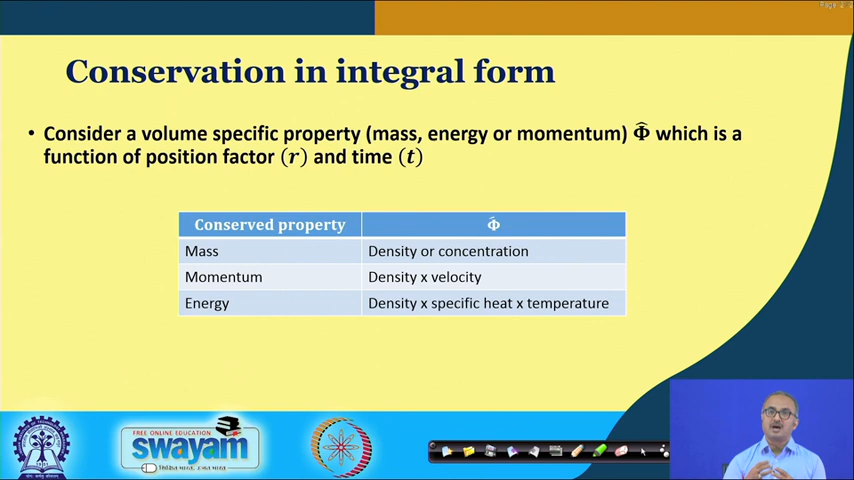 Page 2
Conservation in integral form
• Consider a volume specific property (mass, energy or momentum) Φ̂ which is a
function of position factor (r) and time (t)
Conserved property Φ́
Mass Density or concentration
Momentum Density x velocity
Energy Density x specific heat x temperature
FREE ONLINE EDUCATION
swayam